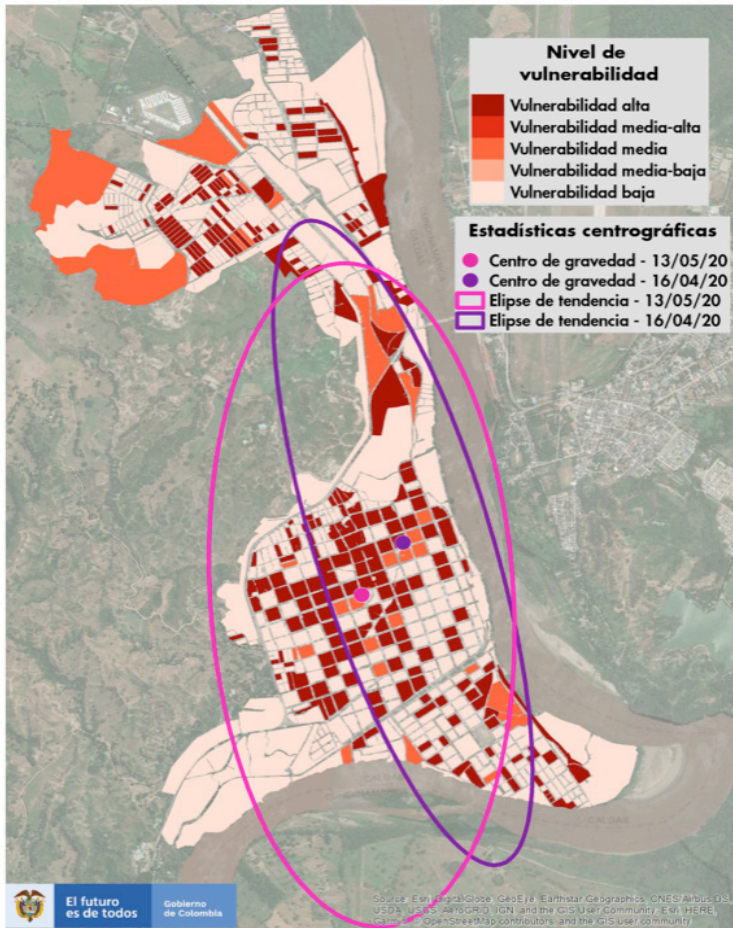 Nivel de
vulnerabilidad
Vulnerabilidad alta
Vulnerabilidad media-alta
Vulnerabilidad media
Vulnerabilidad media-baja
Vulnerabilidad baja
Estadísticas centrográficas
Centro de gravedad - 13/05/20
Centro de gravedad - 16/04/20
Elipse de tendencia - 13/05/20
Elipse de tendencia - 16/04/20
CALDAS
CALDAS
El futuro
es de todos
Gobierno
de Colombia
Source: Esri, DigitalGlobe, GeoEye, Earthstar Geographics, CNES/Airbus DS,
USDA, USGS, AeroGRID, IGN, and the GIS User Community, Esri, HERE,
Garmin, © OpenStreetMap contributors, and the GIS user community